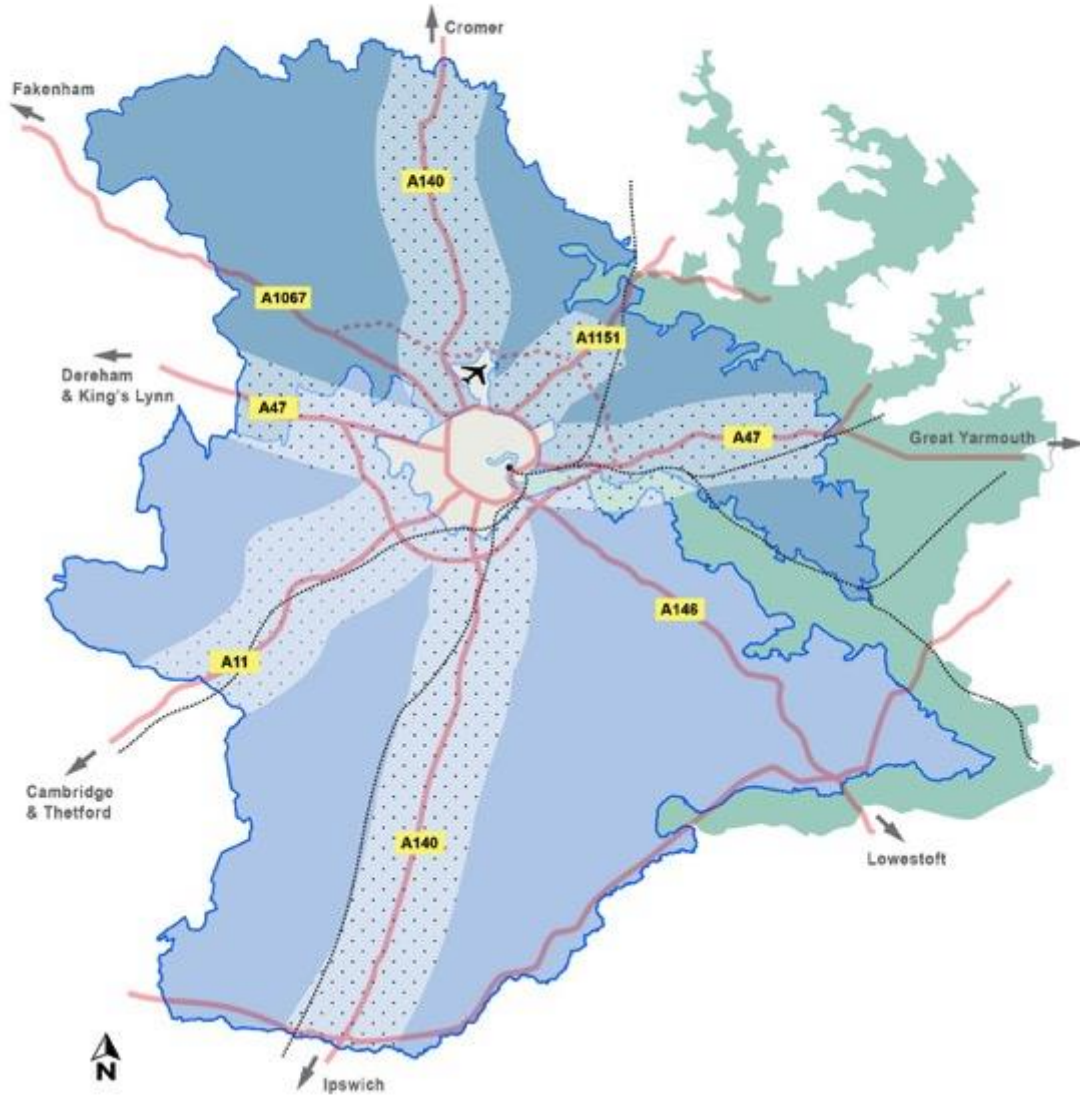 Cromer
Fakenham
A140
A1067
A1151
Dereham
& King's Lynn
A47
A47
Great Yarmouth
A146
A11
Cambridge
& Thetford
A140
Lowestoft
N
Ipswich